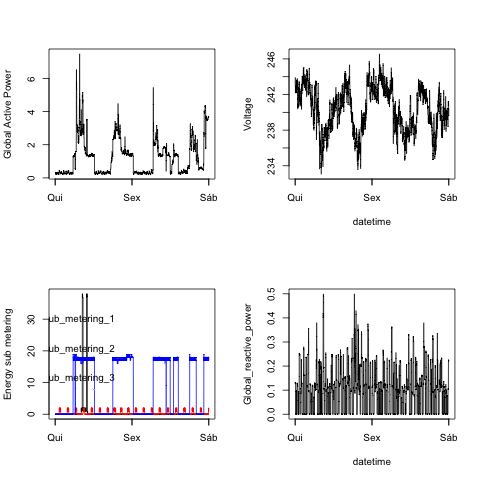 Global Active Power
6
4
2
0
Qui Sex Sáb
Voltage
246
242
238
234
Qui Sex Sáb
datetime
Energy sub metering
30
20
10
0
ub_metering_1
ub_metering_2
ub_metering_3
Qui Sex Sáb
Global_reactive_power
0.5
0.4
0.3
0.2
0.1
0.0
Qui Sex Sáb
datetime